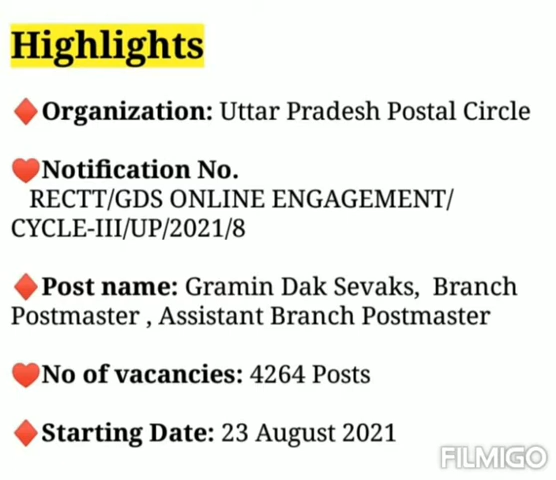 Highlights
♦️Organization: Uttar Pradesh Postal Circle
♥️Notification No.
RECTT/GDS ONLINE ENGAGEMENT/
CYCLE-III/UP/2021/8
♦️Post name: Gramin Dak Sevaks,  Branch
Postmaster , Assistant Branch Postmaster
♥️No of vacancies: 4264 Posts
♦️Starting Date: 23 August 2021
FILMIGO